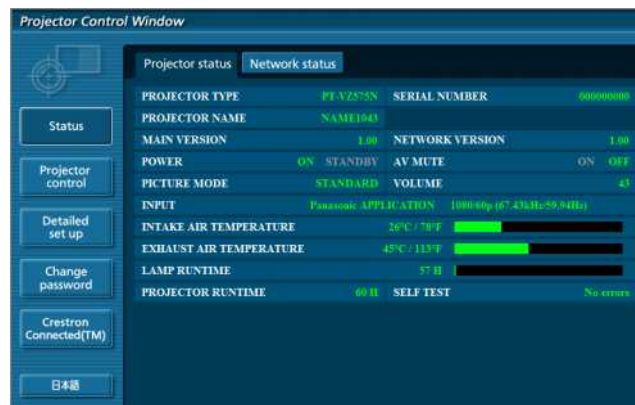 Projector Control Window
Projector status Network status
PROJECTOR TYPE PT-VZ575N SERIAL NUMBER 000000000
PROJECTOR NAME NAME1043
MAIN VERSION 1.00 NETWORK VERSION 1.00
POWER ON STANDBY AV MUTE ON OFF
PICTURE MODE STANDARD VOLUME 43
INPUT Panasonic APPLICATION 1080/60p (67.43kHz/59.94Hz)
INTAKE AIR TEMPERATURE 26°C / 78°F
EXHAUST AIR TEMPERATURE 45°C / 113°F
LAMP RUNTIME 57 H
PROJECTOR RUNTIME 60 H SELF TEST No errors
Status
Projector
control
Detailed
set up
Change
password
Crestron
Connected(TM)
日本語